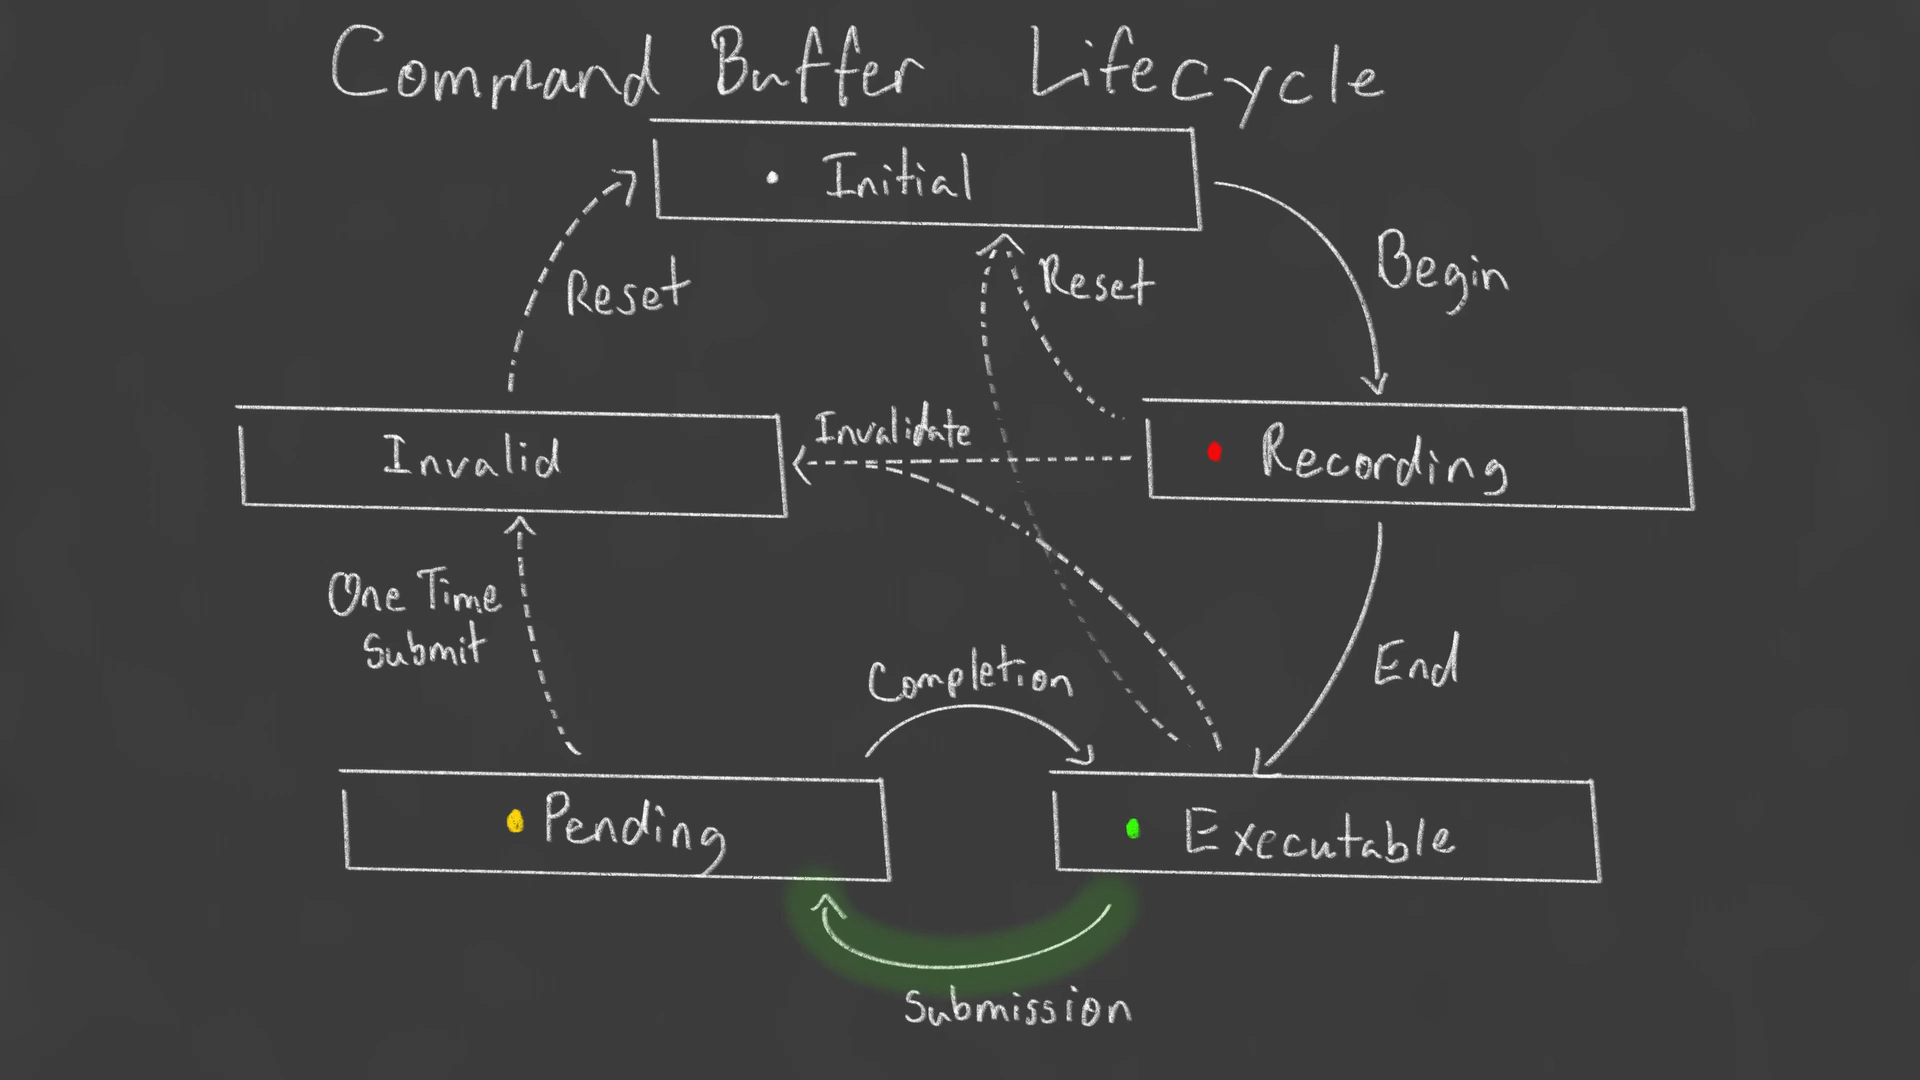 Command Buffer Lifecycle
Initial
Begin
Reset
Reset
Invalidate
Invalid
Recording
One Time
Submit
End
Completion
Pending
Executable
Submission